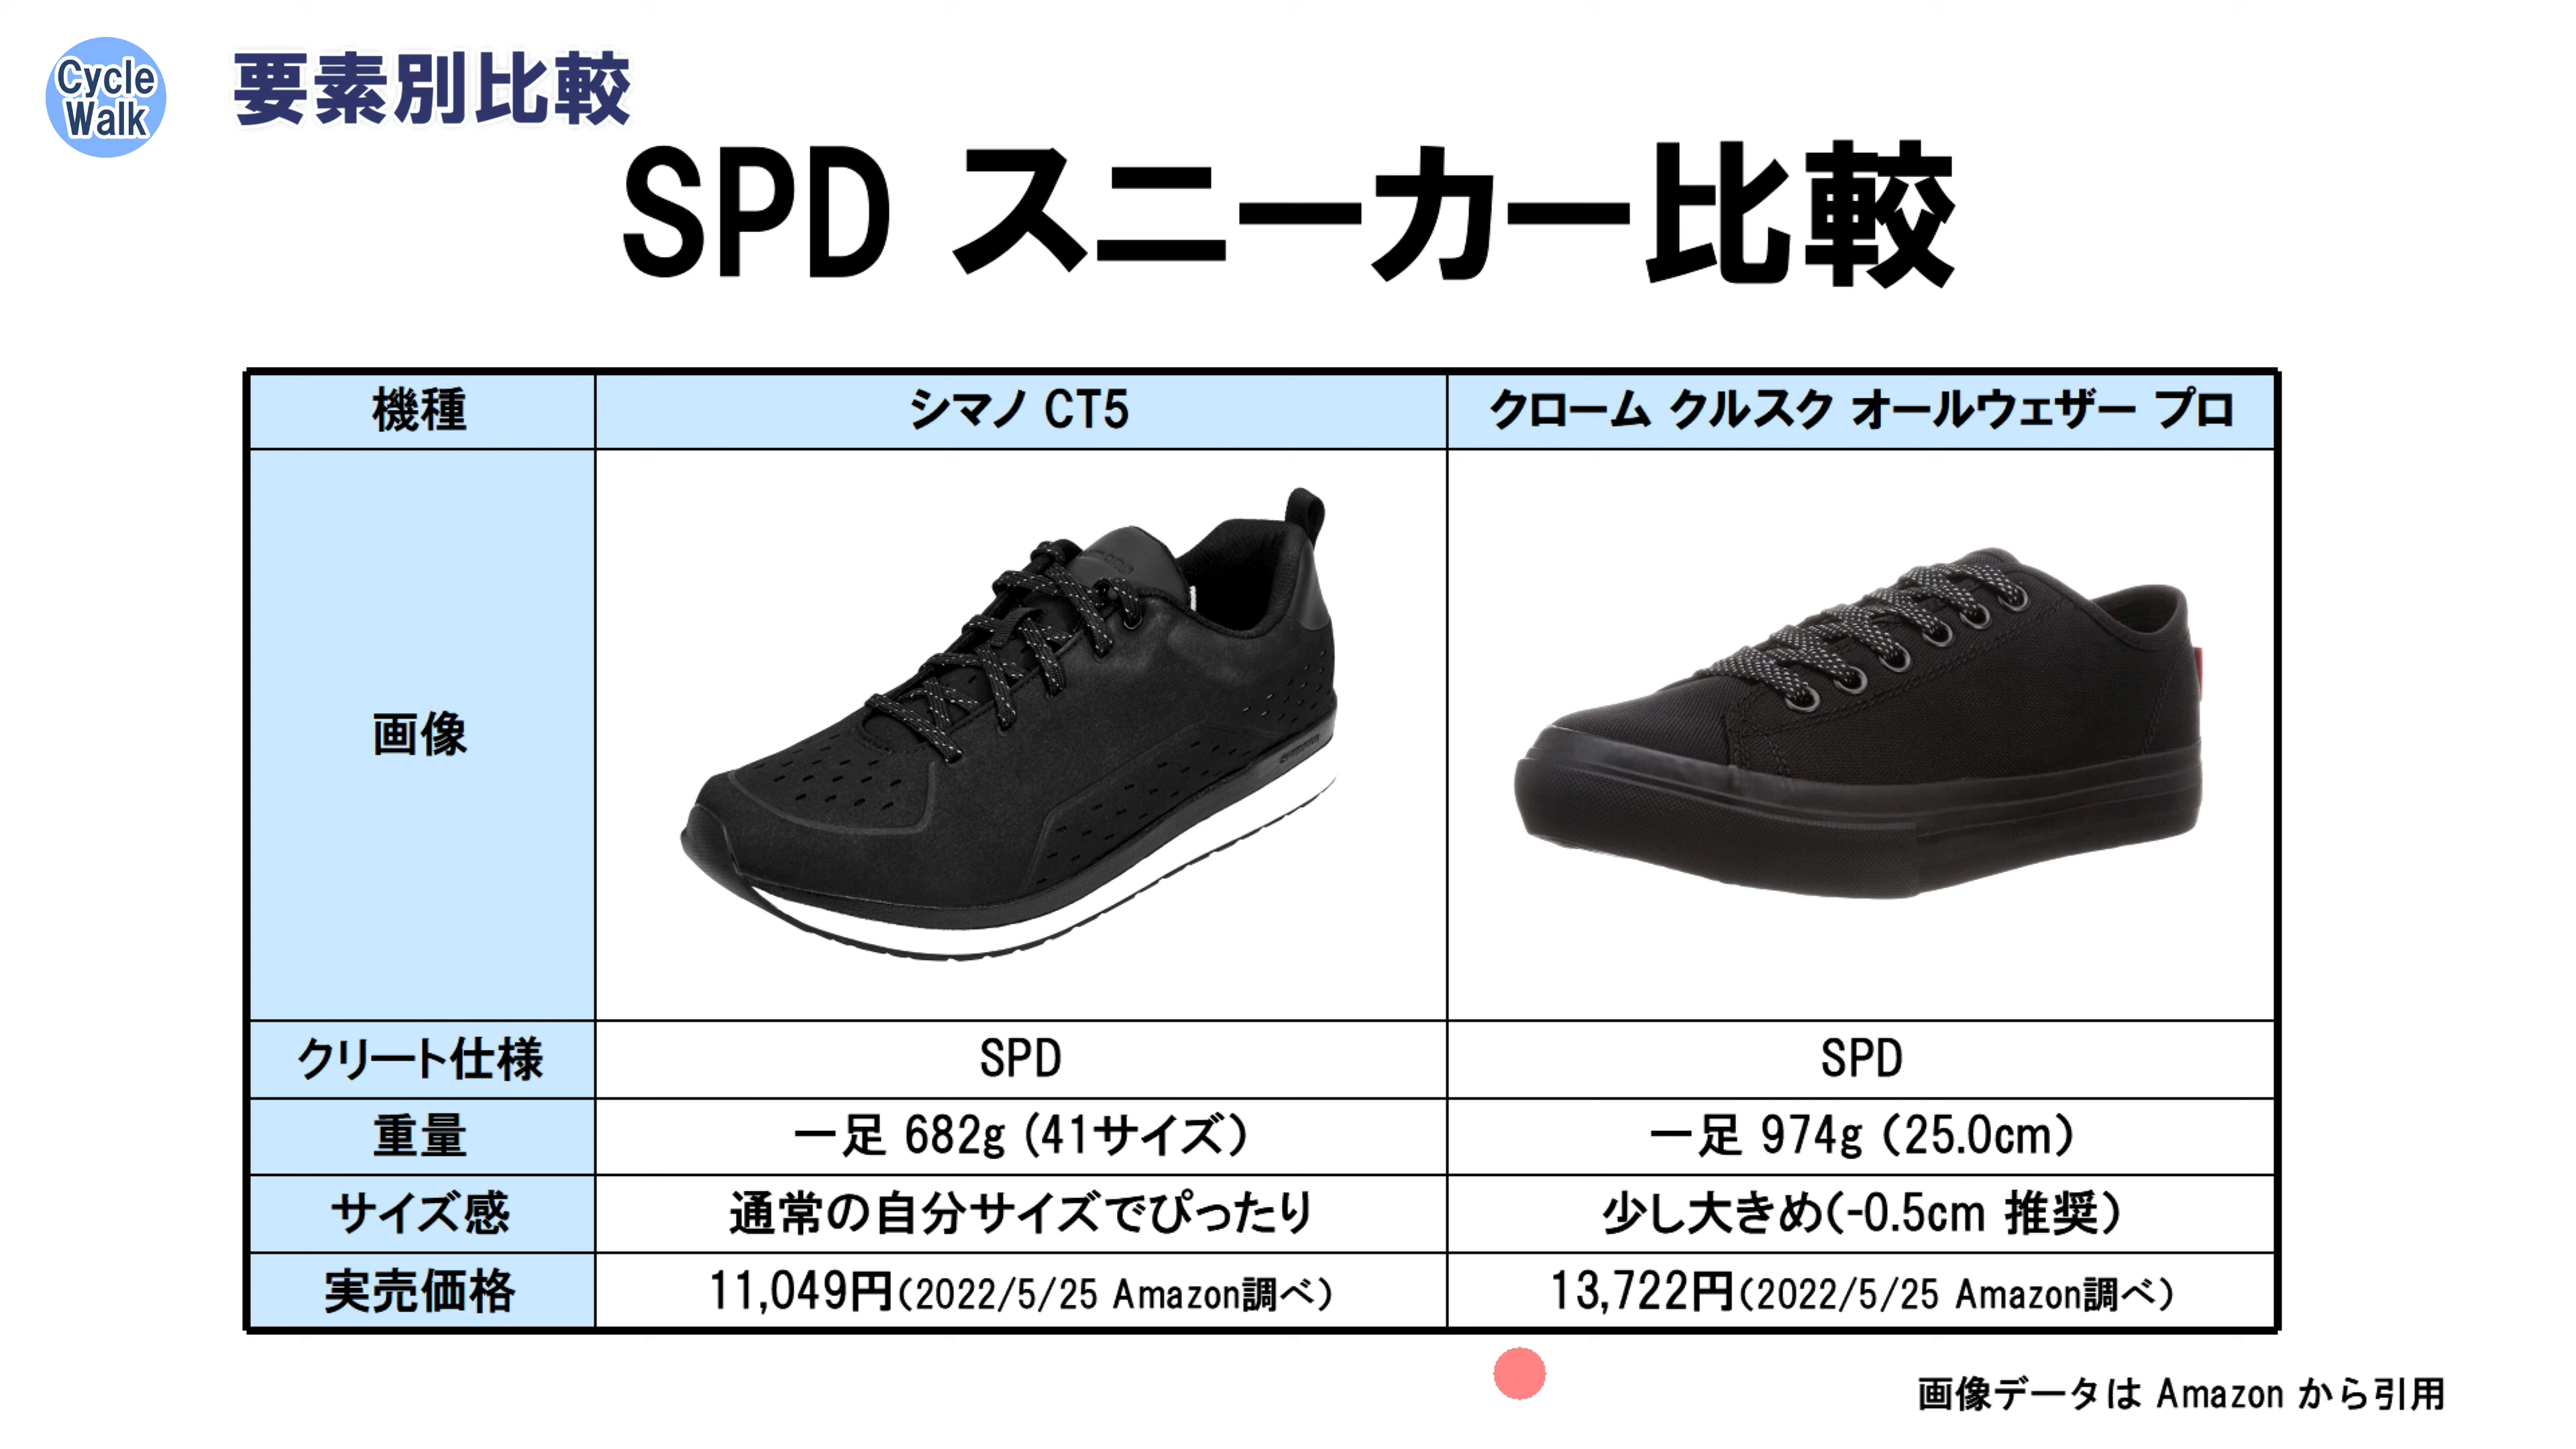 Cycle
Walk
要素別比較
SPD スニーカー比較
機種
シマノ CT5
クローム クルスク オールウェザー プロ
画像
クリート仕様
SPD
SPD
重量
一足 682g (41サイズ)
一足 974g (25.0cm)
サイズ感
通常の自分サイズでぴったり
少し大きめ(-0.5cm 推奨)
実売価格
11,049円(2022/5/25 Amazon調べ)
13,722円(2022/5/25 Amazon調べ)
画像データは Amazon から引用